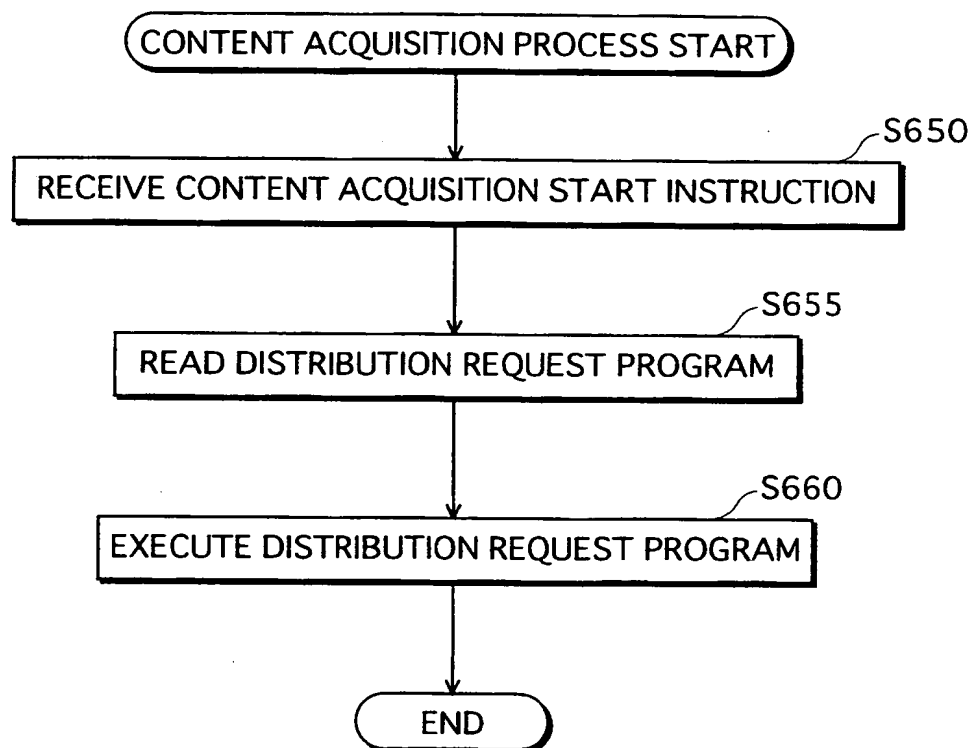 CONTENT ACQUISITION PROCESS START
S650
RECEIVE CONTENT ACQUISITION START INSTRUCTION
S655
READ DISTRIBUTION REQUEST PROGRAM
S660
EXECUTE DISTRIBUTION REQUEST PROGRAM
END